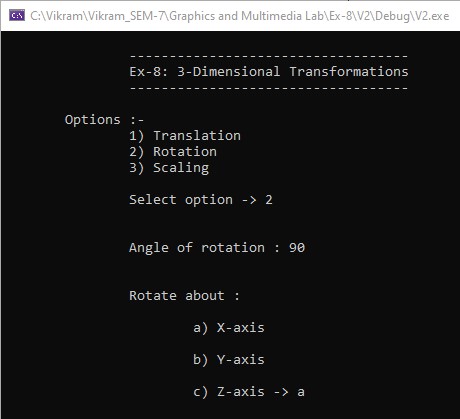 C:\Vikram\Vikram_SEM-7\Graphics and Multimedia Lab\Ex-8\V2\Debug\V2.exe
-----------------------------------
Ex-8: 3-Dimensional Transformations
-----------------------------------
Options :-
1) Translation
2) Rotation
3) Scaling
Select option -> 2
Angle of rotation : 90
Rotate about :
a) X-axis
b) Y-axis
c) Z-axis -> a